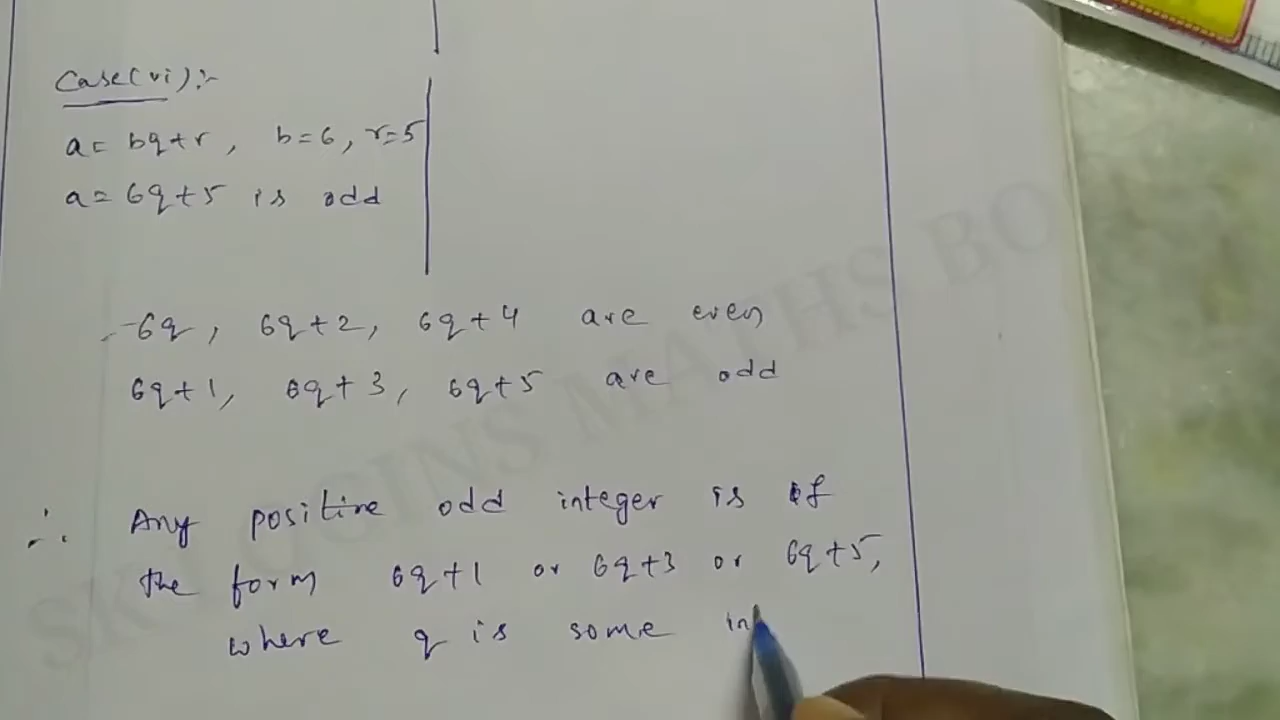 Case(vi):-
a= bq+r, b=6, r=5
a= 6q+5 is odd
6q, 6q+2, 6q+4 are even
6q+1, 6q+3, 6q+5 are odd
∴ Any positive odd integer is of
the form 6q+1 or 6q+3 or 6q+5,
where q is some in